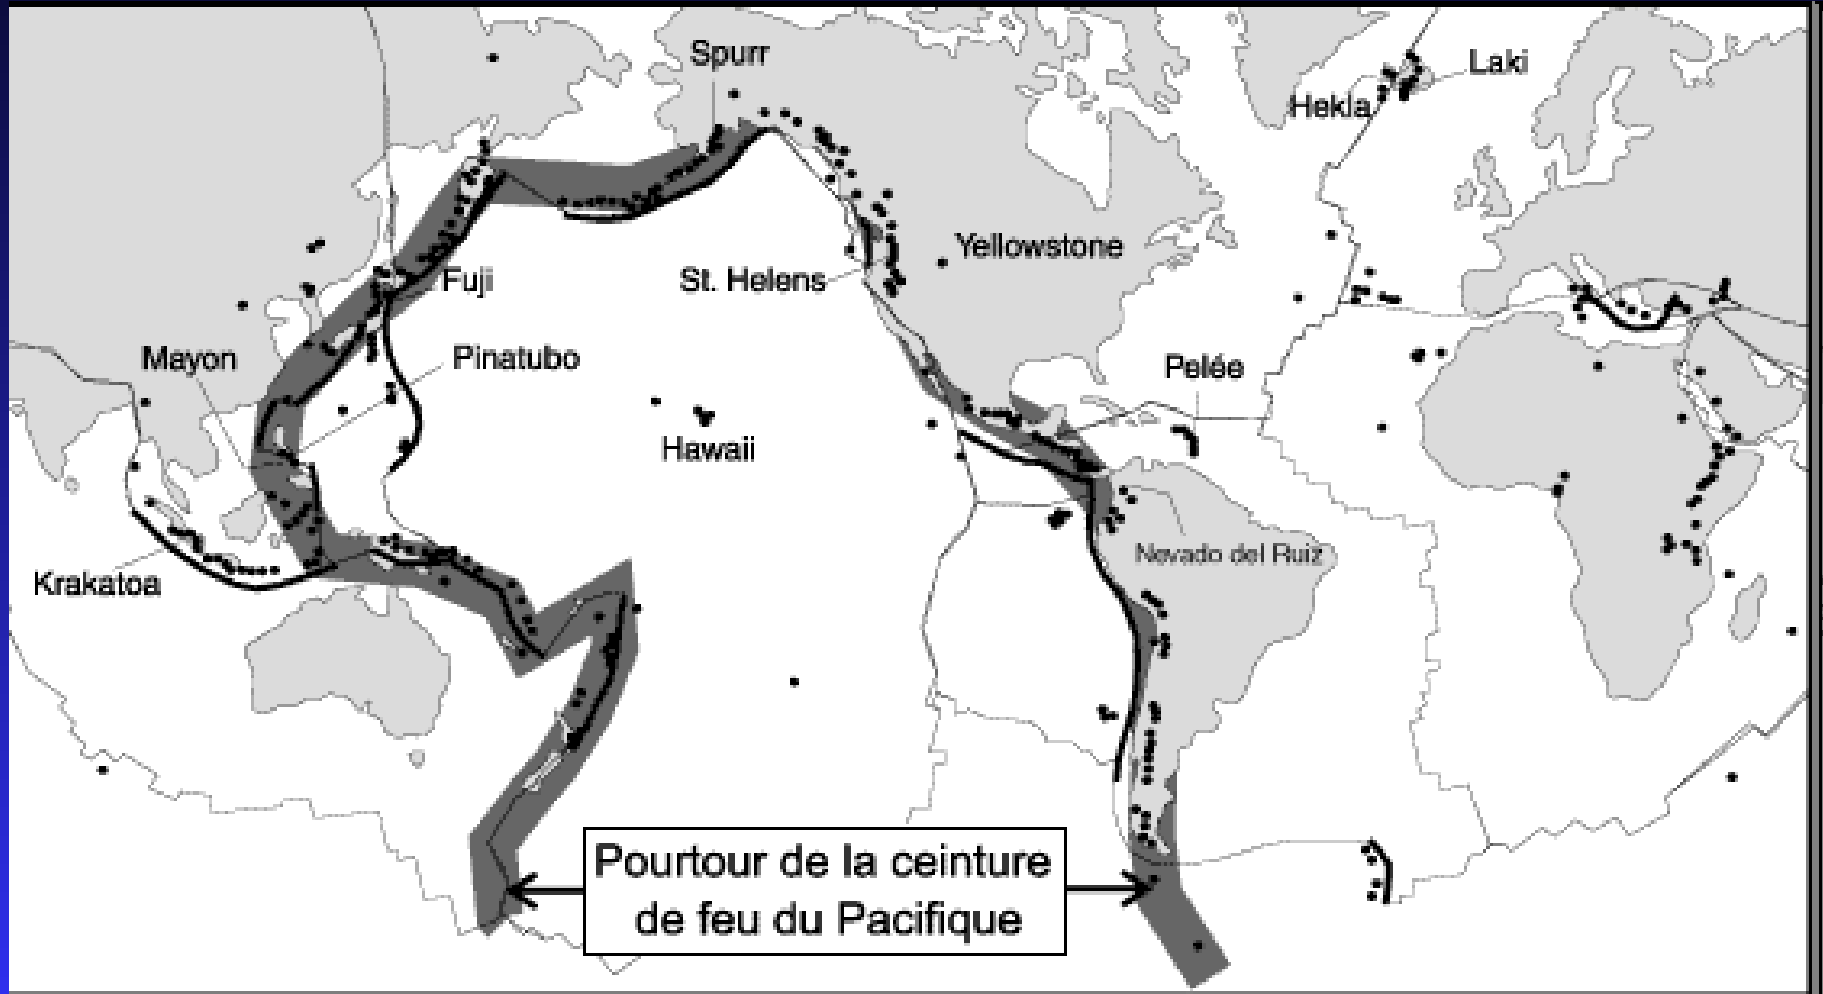 Spurr
Laki
Hekla
Yellowstone
St. Helens
Fuji
Mayon
Pinatubo
Pelée
Hawaii
Nevado del Ruiz
Krakatoa
Pourtour de la ceinture
de feu du Pacifique